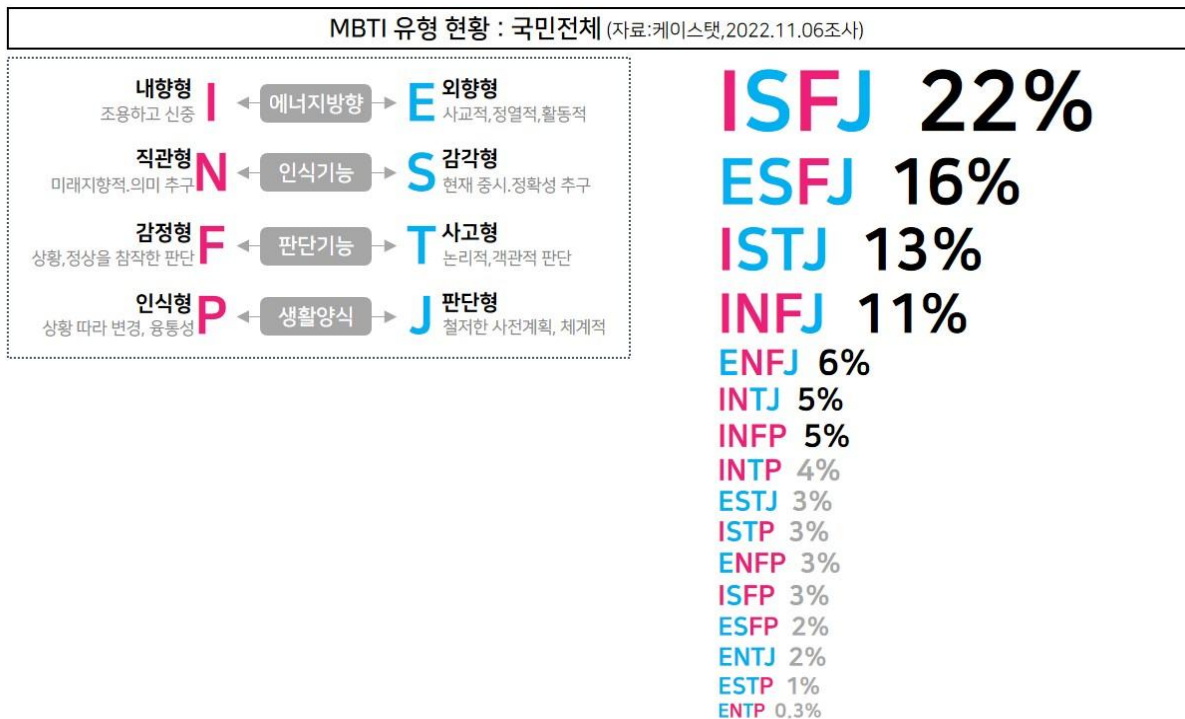 MBTI 유형 현황 : 국민전체 (자료:케이스탯,2022.11.06조사)
내향형
조용하고 신중
I
에너지방향
E
외향형
사교적,정열적,활동적
직관형
미래지향적.의미 추구
N
인식기능
S
감각형
현재 중시.정확성 추구
감정형
상황,정상을 참작한 판단
F
판단기능
T
사고형
논리적,객관적 판단
인식형
상황 따라 변경, 융통성
P
생활양식
J
판단형
철저한 사전계획, 체계적
ISFJ 22%
ESFJ 16%
ISTJ 13%
INFJ 11%
ENFJ 6%
INTJ 5%
INFP 5%
INTP 4%
ESTJ 3%
ISTP 3%
ENFP 3%
ISFP 3%
ESFP 2%
ENTJ 2%
ESTP 1%
ENTP 0.3%